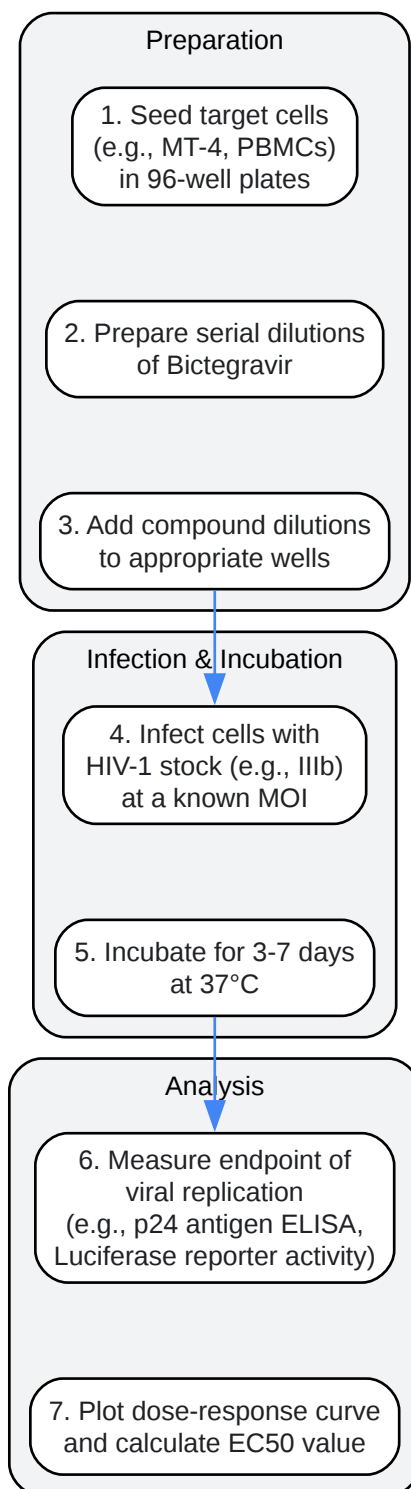 Preparation
1. Seed target cells
(e.g., MT-4, PBMCs)
in 96-well plates
2. Prepare serial dilutions
of Bictegravir
3. Add compound dilutions
to appropriate wells
Infection & Incubation
4. Infect cells with
HIV-1 stock (e.g., IIIb)
at a known MOI
5. Incubate for 3-7 days
at 37°C
Analysis
6. Measure endpoint of
viral replication
(e.g., p24 antigen ELISA,
Luciferase reporter activity)
7. Plot dose-response curve
and calculate EC50 value